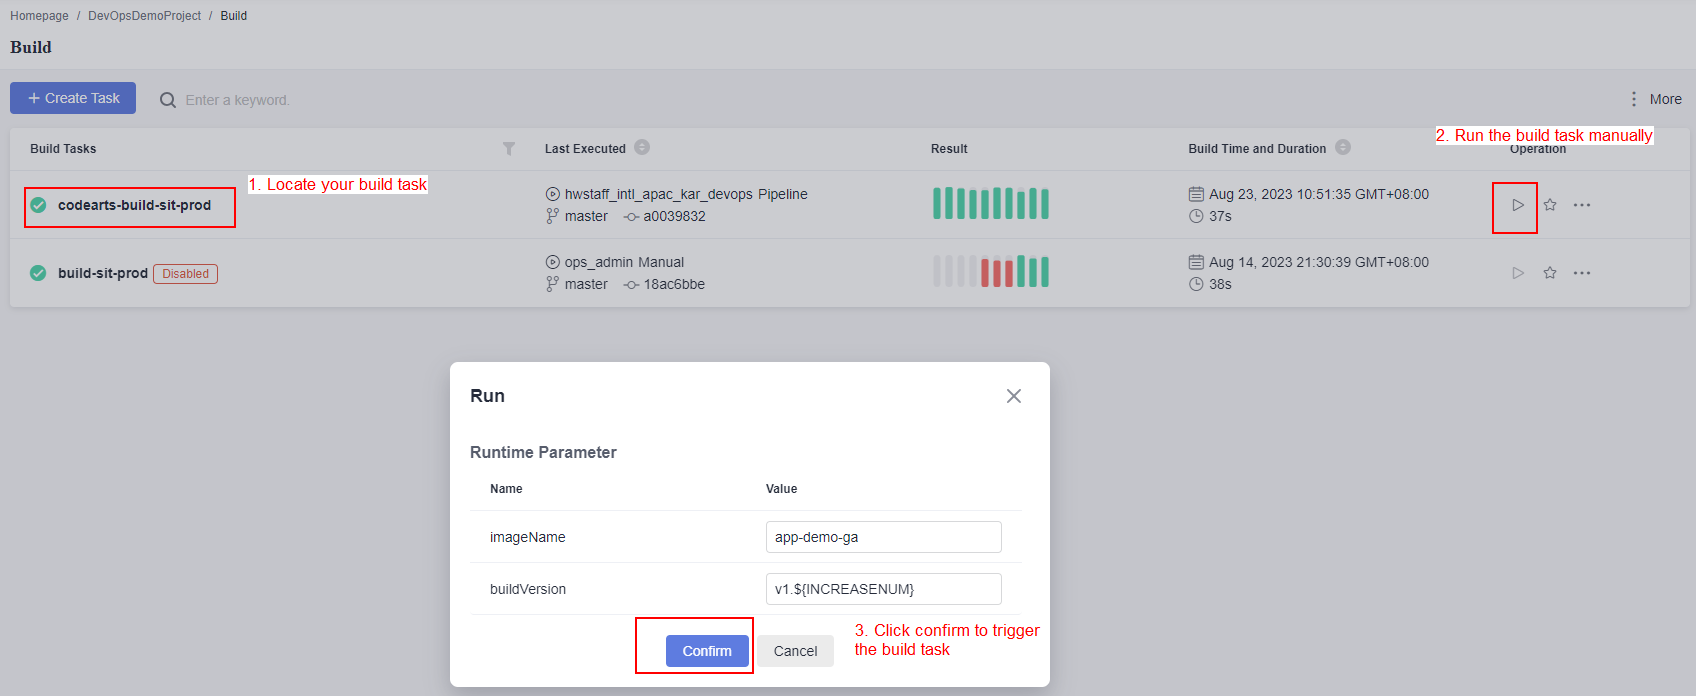 Homepage / DevOpsDemoProject / Build
Build
+ Create Task
Enter a keyword.
More
2. Run the build task manually
Build Tasks
Last Executed
Result
Build Time and Duration
Operation
1. Locate your build task
codearts-build-sit-prod
hwstaff_intl_apac_kar_devops Pipeline
master a0039832
Aug 23, 2023 10:51:35 GMT+08:00
37s
build-sit-prod Disabled
ops_admin Manual
master 18ac6bbe
Aug 14, 2023 21:30:39 GMT+08:00
38s
Run
Runtime Parameter
Name Value
imageName app-demo-ga
buildVersion v1.${INCREASENUM}
Confirm Cancel
3. Click confirm to trigger
the build task